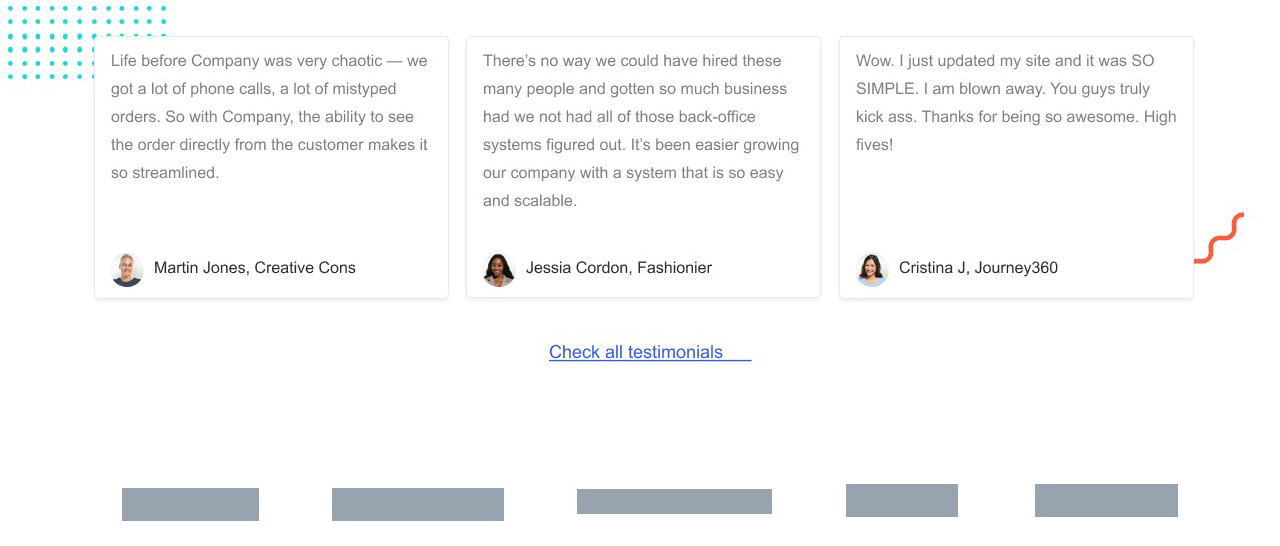 Life before Company was very chaotic — we
got a lot of phone calls, a lot of mistyped
orders. So with Company, the ability to see
the order directly from the customer makes it
so streamlined.
Martin Jones, Creative Cons
There’s no way we could have hired these
many people and gotten so much business
had we not had all of those back-office
systems figured out. It’s been easier growing
our company with a system that is so easy
and scalable.
Jessia Cordon, Fashionier
Wow. I just updated my site and it was SO
SIMPLE. I am blown away. You guys truly
kick ass. Thanks for being so awesome. High
fives!
Cristina J, Journey360
Check all testimonials